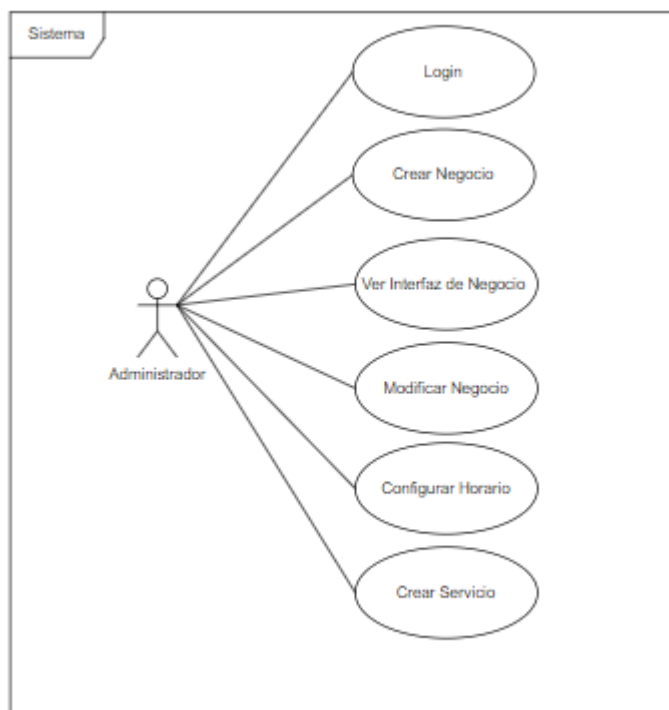 Sistema
Login
Crear Negocio
Ver Interfaz de Negocio
Administrador
Modificar Negocio
Configurar Horario
Crear Servicio